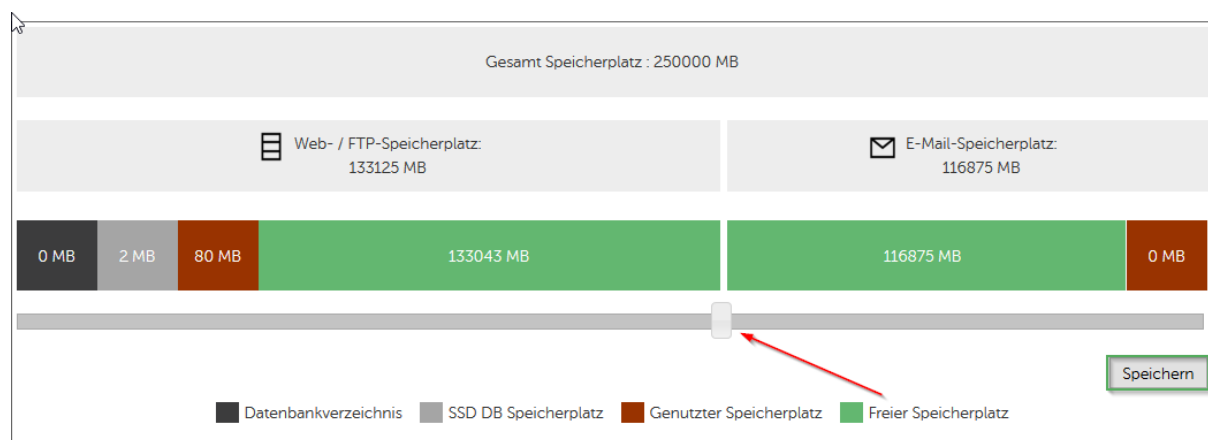 Gesamt Speicherplatz : 250000 MB
Web- / FTP-Speicherplatz:
133125 MB
E-Mail-Speicherplatz:
116875 MB
0 MB 2 MB 80 MB 133043 MB 116875 MB 0 MB
Speichern
Datenbankverzeichnis SSD DB Speicherplatz Genutzter Speicherplatz Freier Speicherplatz